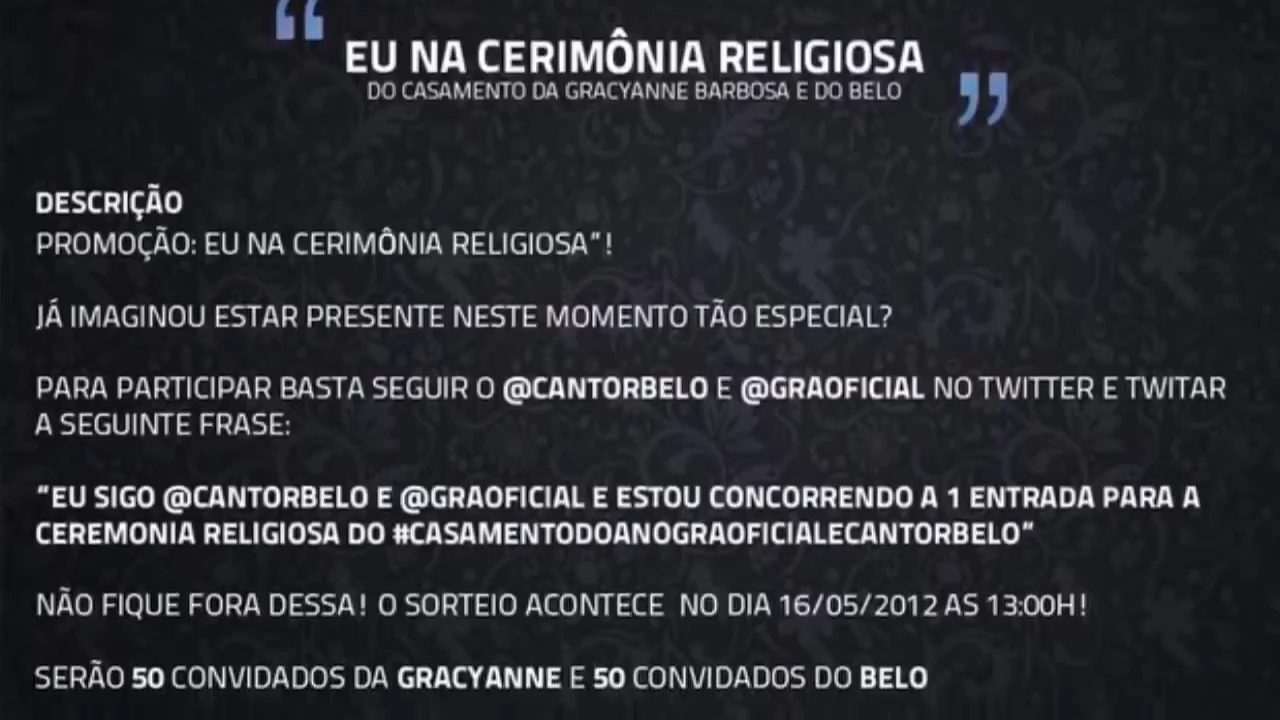 “
EU NA CERIMÔNIA RELIGIOSA
DO CASAMENTO DA GRACYANNE BARBOSA E DO BELO
”
DESCRIÇÃO
PROMOÇÃO: EU NA CERIMÔNIA RELIGIOSA”!
JÁ IMAGINOU ESTAR PRESENTE NESTE MOMENTO TÃO ESPECIAL?
PARA PARTICIPAR BASTA SEGUIR O @CANTORBELO E @GRAOFICIAL NO TWITTER E TWITAR
A SEGUINTE FRASE:
“EU SIGO @CANTORBELO E @GRAOFICIAL E ESTOU CONCORRENDO A 1 ENTRADA PARA A
CEREMONIA RELIGIOSA DO #CASAMENTODOANOGRAOFICIALECANTORBELO”
NÃO FIQUE FORA DESSA! O SORTEIO ACONTECE NO DIA 16/05/2012 AS 13:00H!
SERÃO 50 CONVIDADOS DA GRACYANNE E 50 CONVIDADOS DO BELO